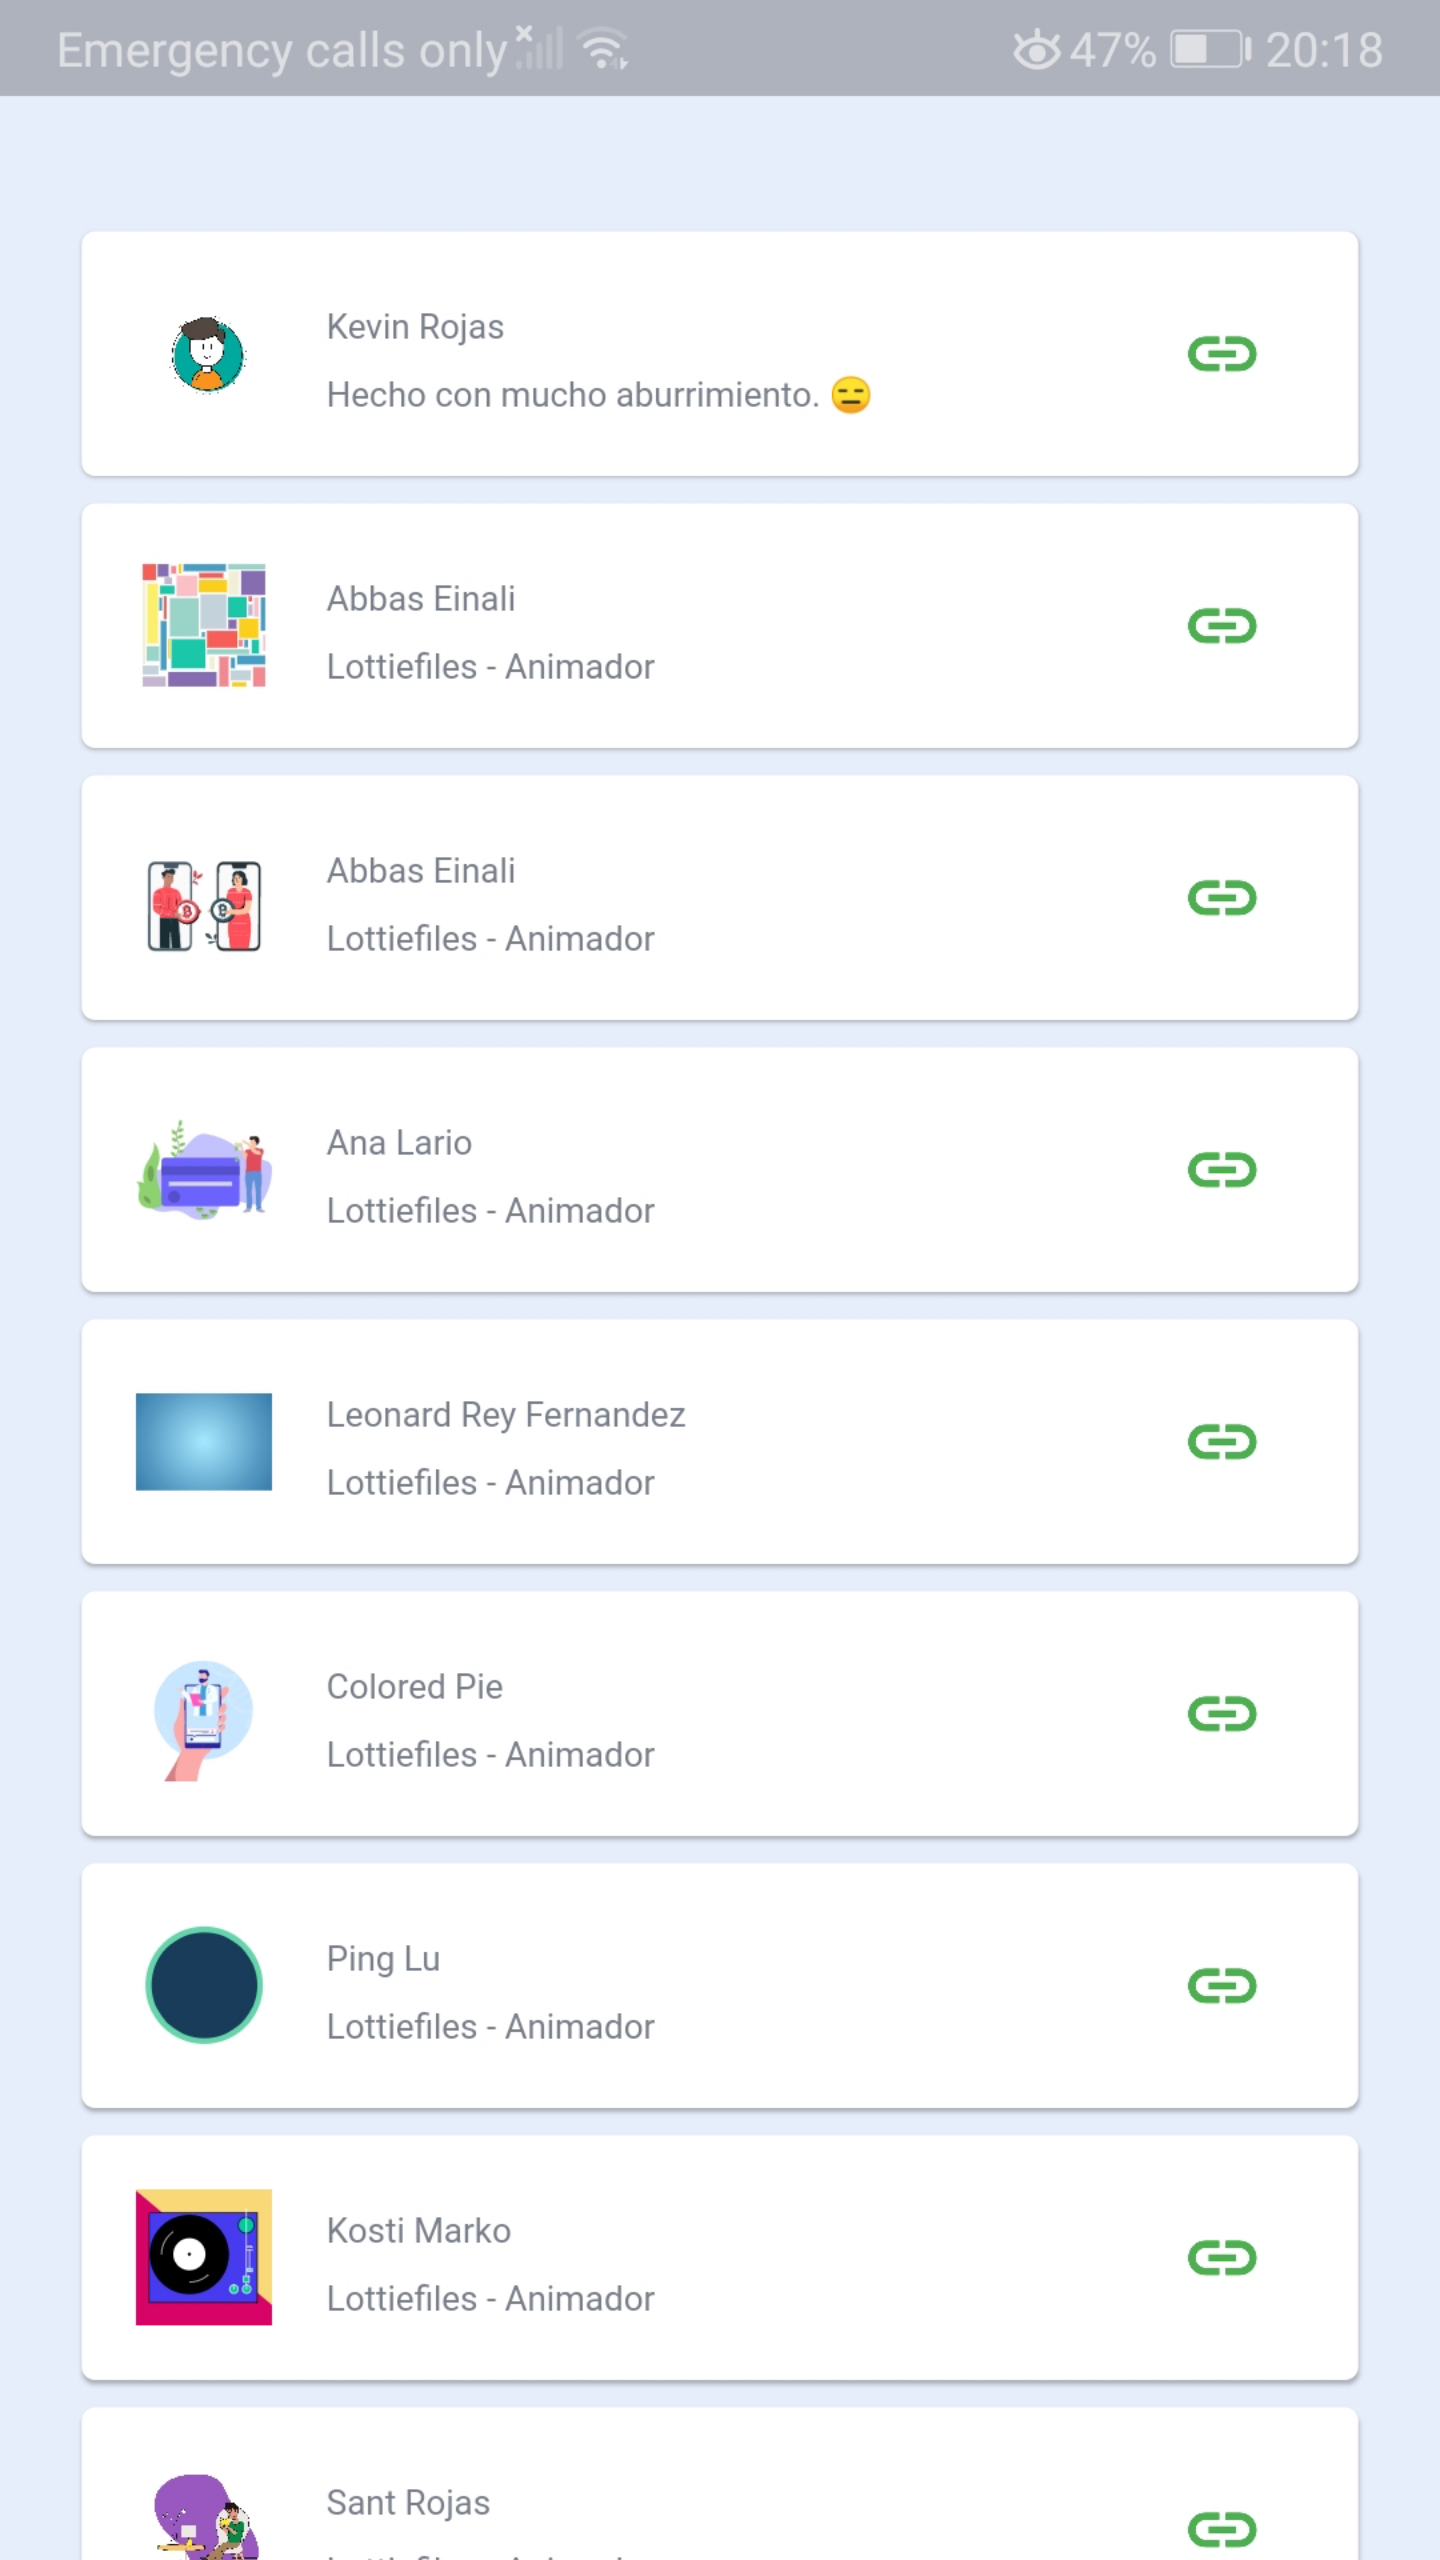 Emergency calls only 47% 20:18
Kevin Rojas
Hecho con mucho aburrimiento. 😑
Abbas Einali
Lottiefiles - Animador
Abbas Einali
Lottiefiles - Animador
Ana Lario
Lottiefiles - Animador
Leonard Rey Fernandez
Lottiefiles - Animador
Colored Pie
Lottiefiles - Animador
Ping Lu
Lottiefiles - Animador
Kosti Marko
Lottiefiles - Animador
Sant Rojas